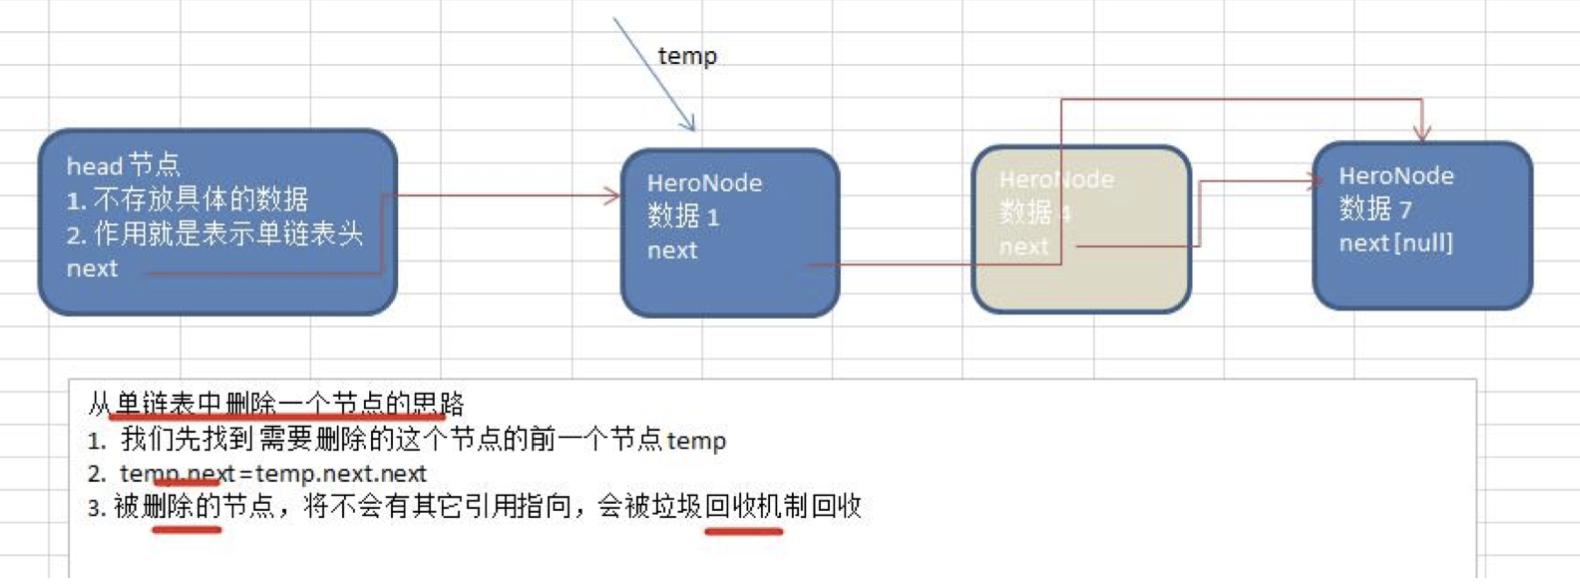 temp
head 节点
1. 不存放具体的数据
2. 作用就是表示单链表头
next
HeroNode
数据 1
next
HeroNode
数据 4
next
HeroNode
数据 7
next [null]
从单链表中删除一个节点的思路
1. 我们先找到 需要删除的这个节点的前一个节点 temp
2. temp.next = temp.next.next
3. 被删除的节点，将不会有其它引用指向，会被垃圾回收机制回收